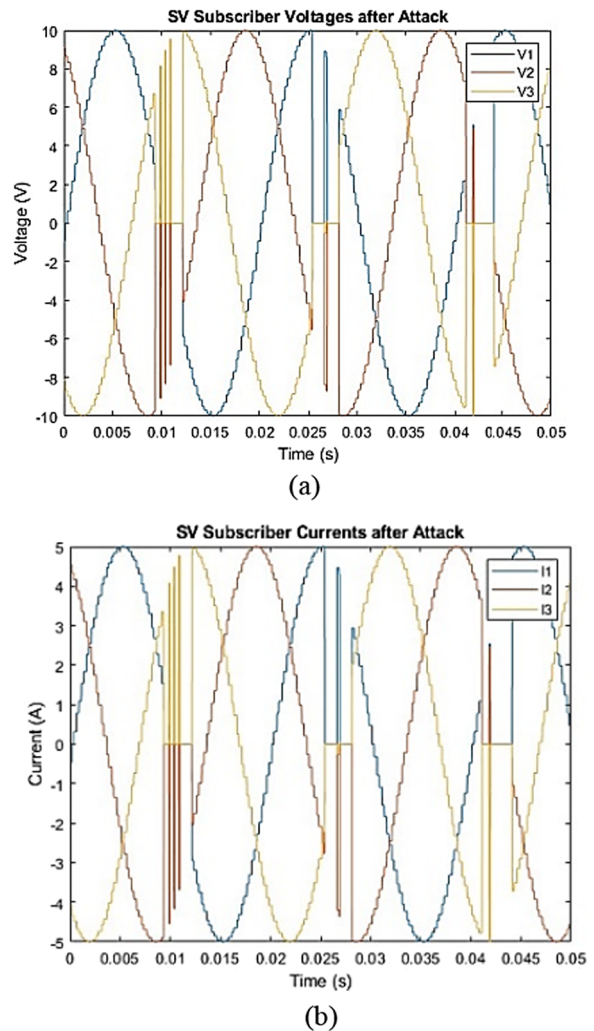 SV Subscriber Voltages after Attack
10
8
6
4
2
0
-2
-4
-6
-8
-10
Voltage (V)
V1
V2
V3
0 0.005 0.01 0.015 0.02 0.025 0.03 0.035 0.04 0.045 0.05
Time (s)
(a)
SV Subscriber Currents after Attack
5
4
3
2
1
0
-1
-2
-3
-4
-5
Current (A)
I1
I2
I3
0 0.005 0.01 0.015 0.02 0.025 0.03 0.035 0.04 0.045 0.05
Time (s)
(b)